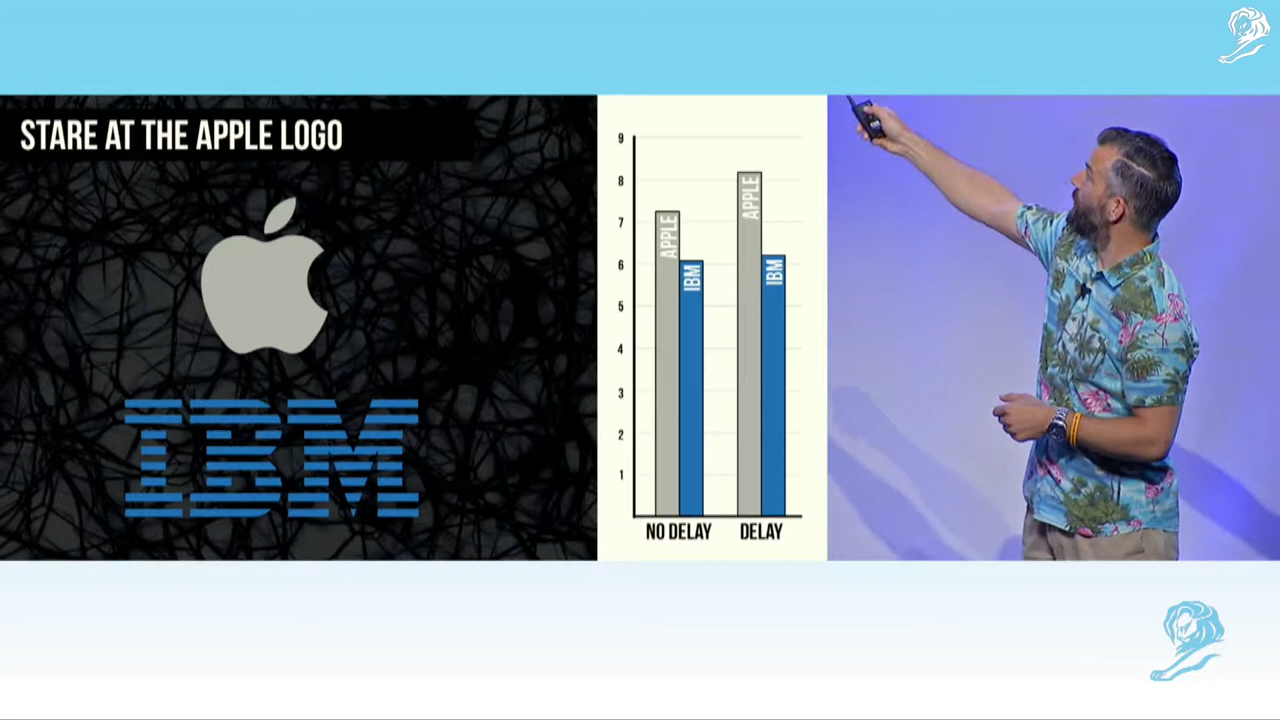 STARE AT THE APPLE LOGO
IBM
9
8
7
6
5
4
3
2
1
APPLE
IBM
APPLE
IBM
NO DELAY
DELAY